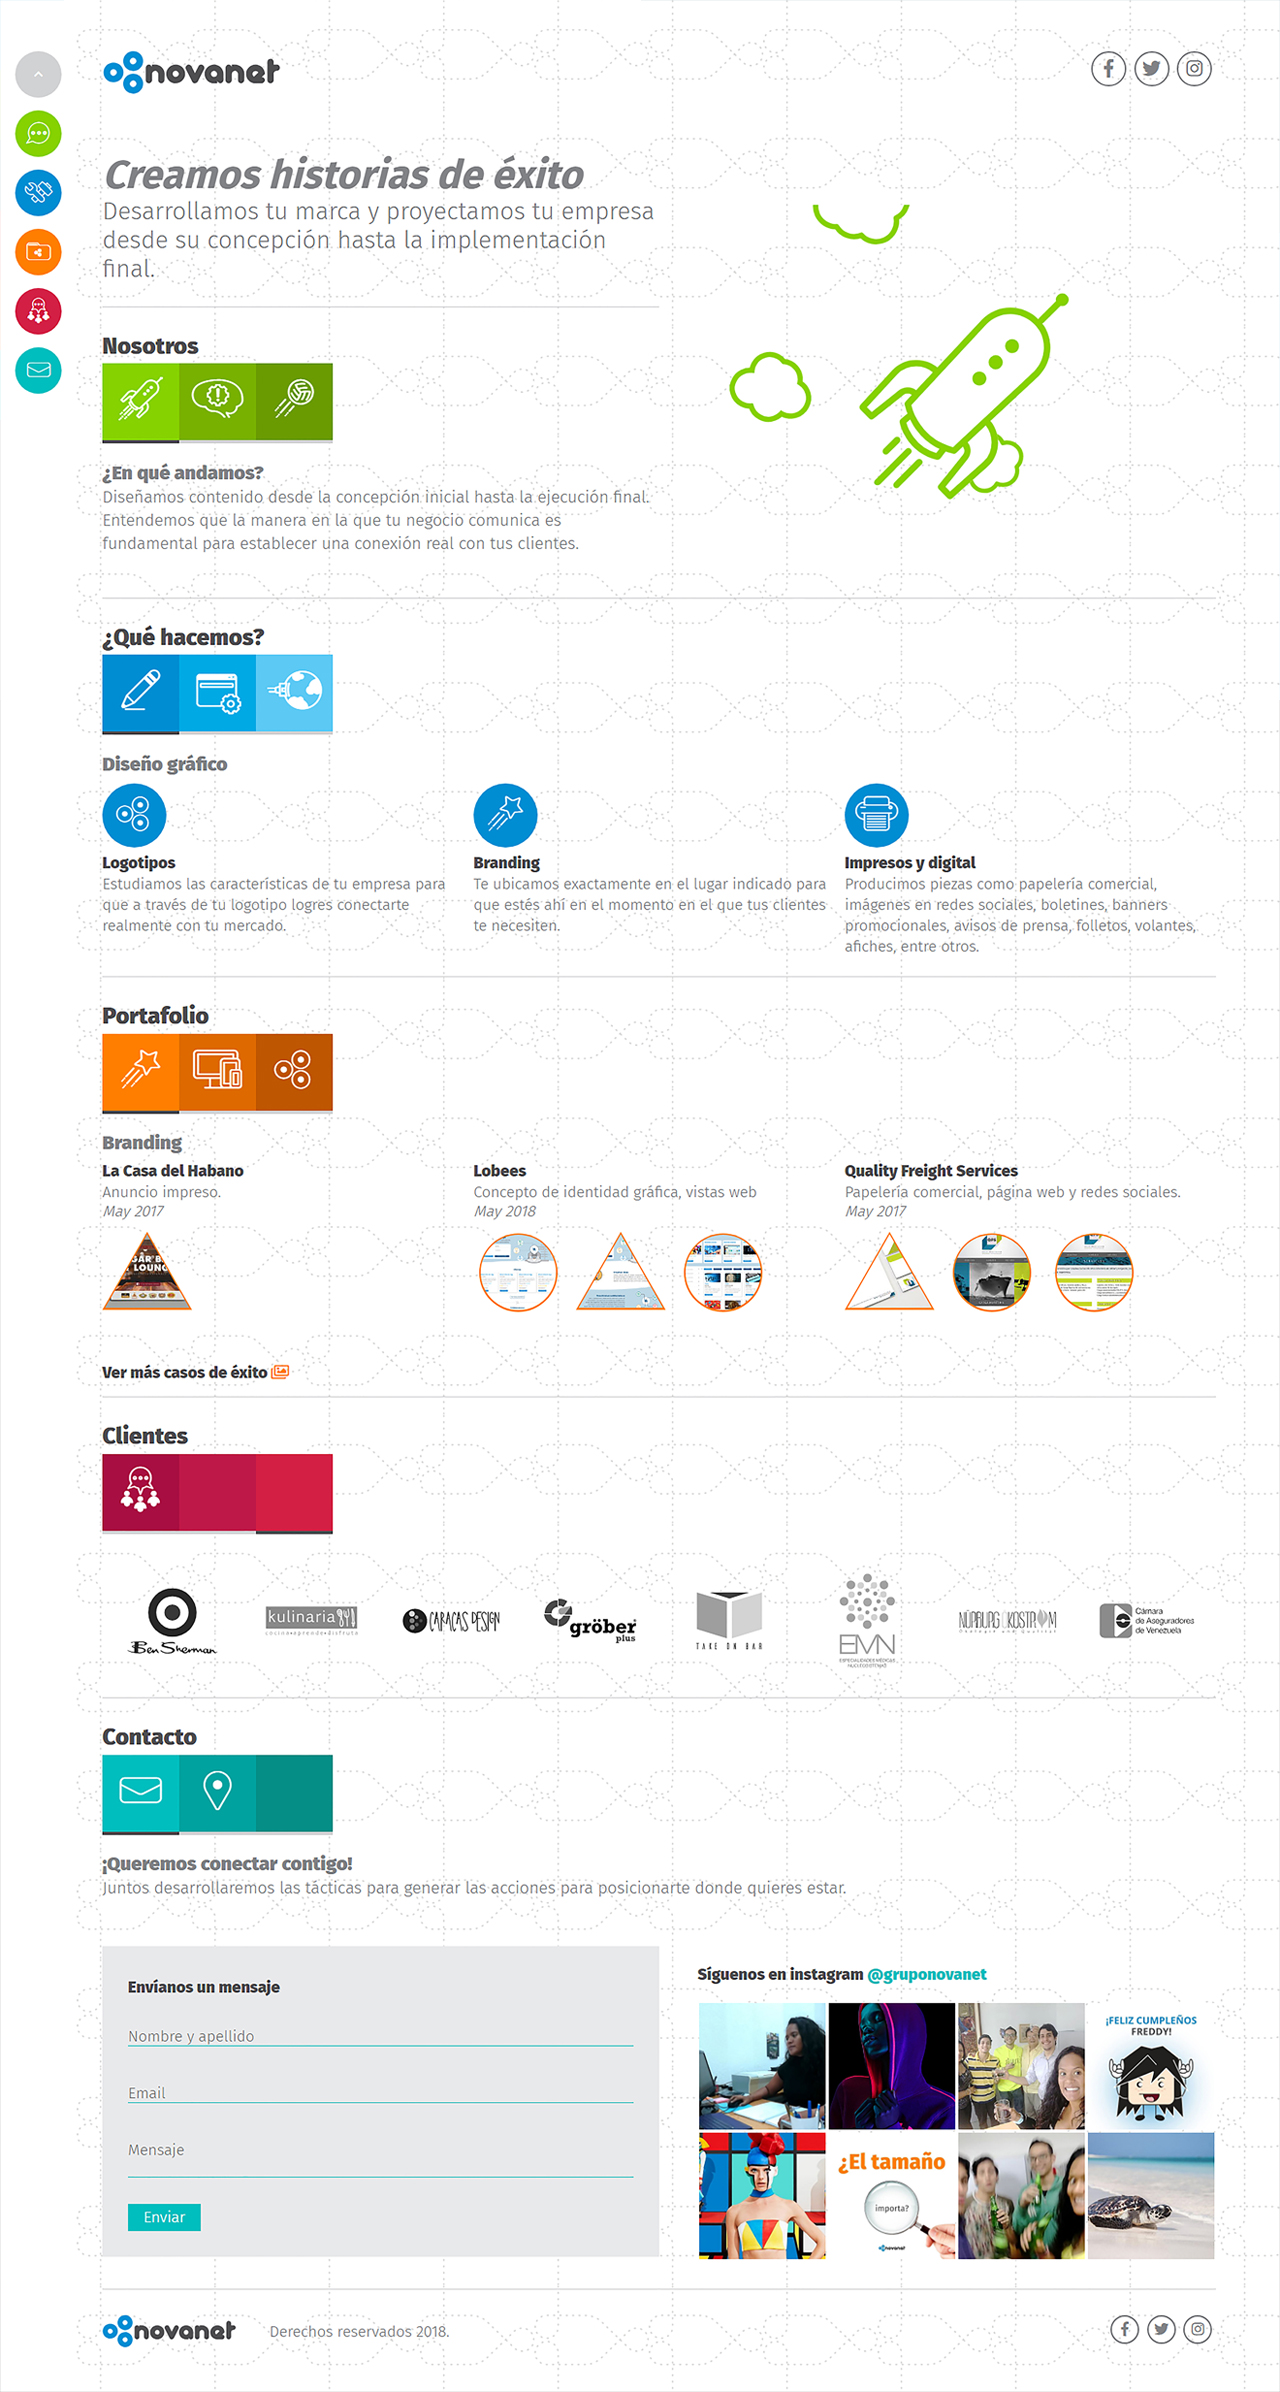 novanet
Creamos historias de éxito
Desarrollamos tu marca y proyectamos tu empresa
desde su concepción hasta la implementación
final.
Nosotros
¿En qué andamos?
Diseñamos contenido desde la concepción inicial hasta la ejecución final.
Entendemos que la manera en la que tu negocio comunica es
fundamental para establecer una conexión real con tus clientes.
¿Qué hacemos?
Diseño gráfico
Logotipos
Estudiamos las características de tu empresa para
que a través de tu logotipo logres conectarte
realmente con tu mercado.
Branding
Te ubicamos exactamente en el lugar indicado para
que estés ahí en el momento en el que tus clientes
te necesiten.
Impresos y digital
Producimos piezas como papelería comercial,
imágenes en redes sociales, boletines, banners
promocionales, avisos de prensa, folletos, volantes,
afiches, entre otros.
Portafolio
Branding
La Casa del Habano
Anuncio impreso.
May 2017
Lobees
Concepto de identidad gráfica, vistas web
May 2018
Quality Freight Services
Papelería comercial, página web y redes sociales.
May 2017
Ver más casos de éxito
Clientes
Ben Sherman
kulinaria
cocina•aprende•disfruta
CARACAS DESIGN
gröber
plus
TAKE ON BAR
EMN
ESPECIALIDADES MÉDICAS
NÜRBURG & KOSTROM
Cámara
de Aseguradores
de Venezuela
Contacto
¡Queremos conectar contigo!
Juntos desarrollaremos las tácticas para generar las acciones para posicionarte donde quieres estar.
Envíanos un mensaje
Nombre y apellido
Email
Mensaje
Enviar
Síguenos en instagram @gruponovanet
¡FELIZ CUMPLEÑOS
FREDDY!
¿El tamaño
importa?
novanet
novanet
Derechos reservados 2018.